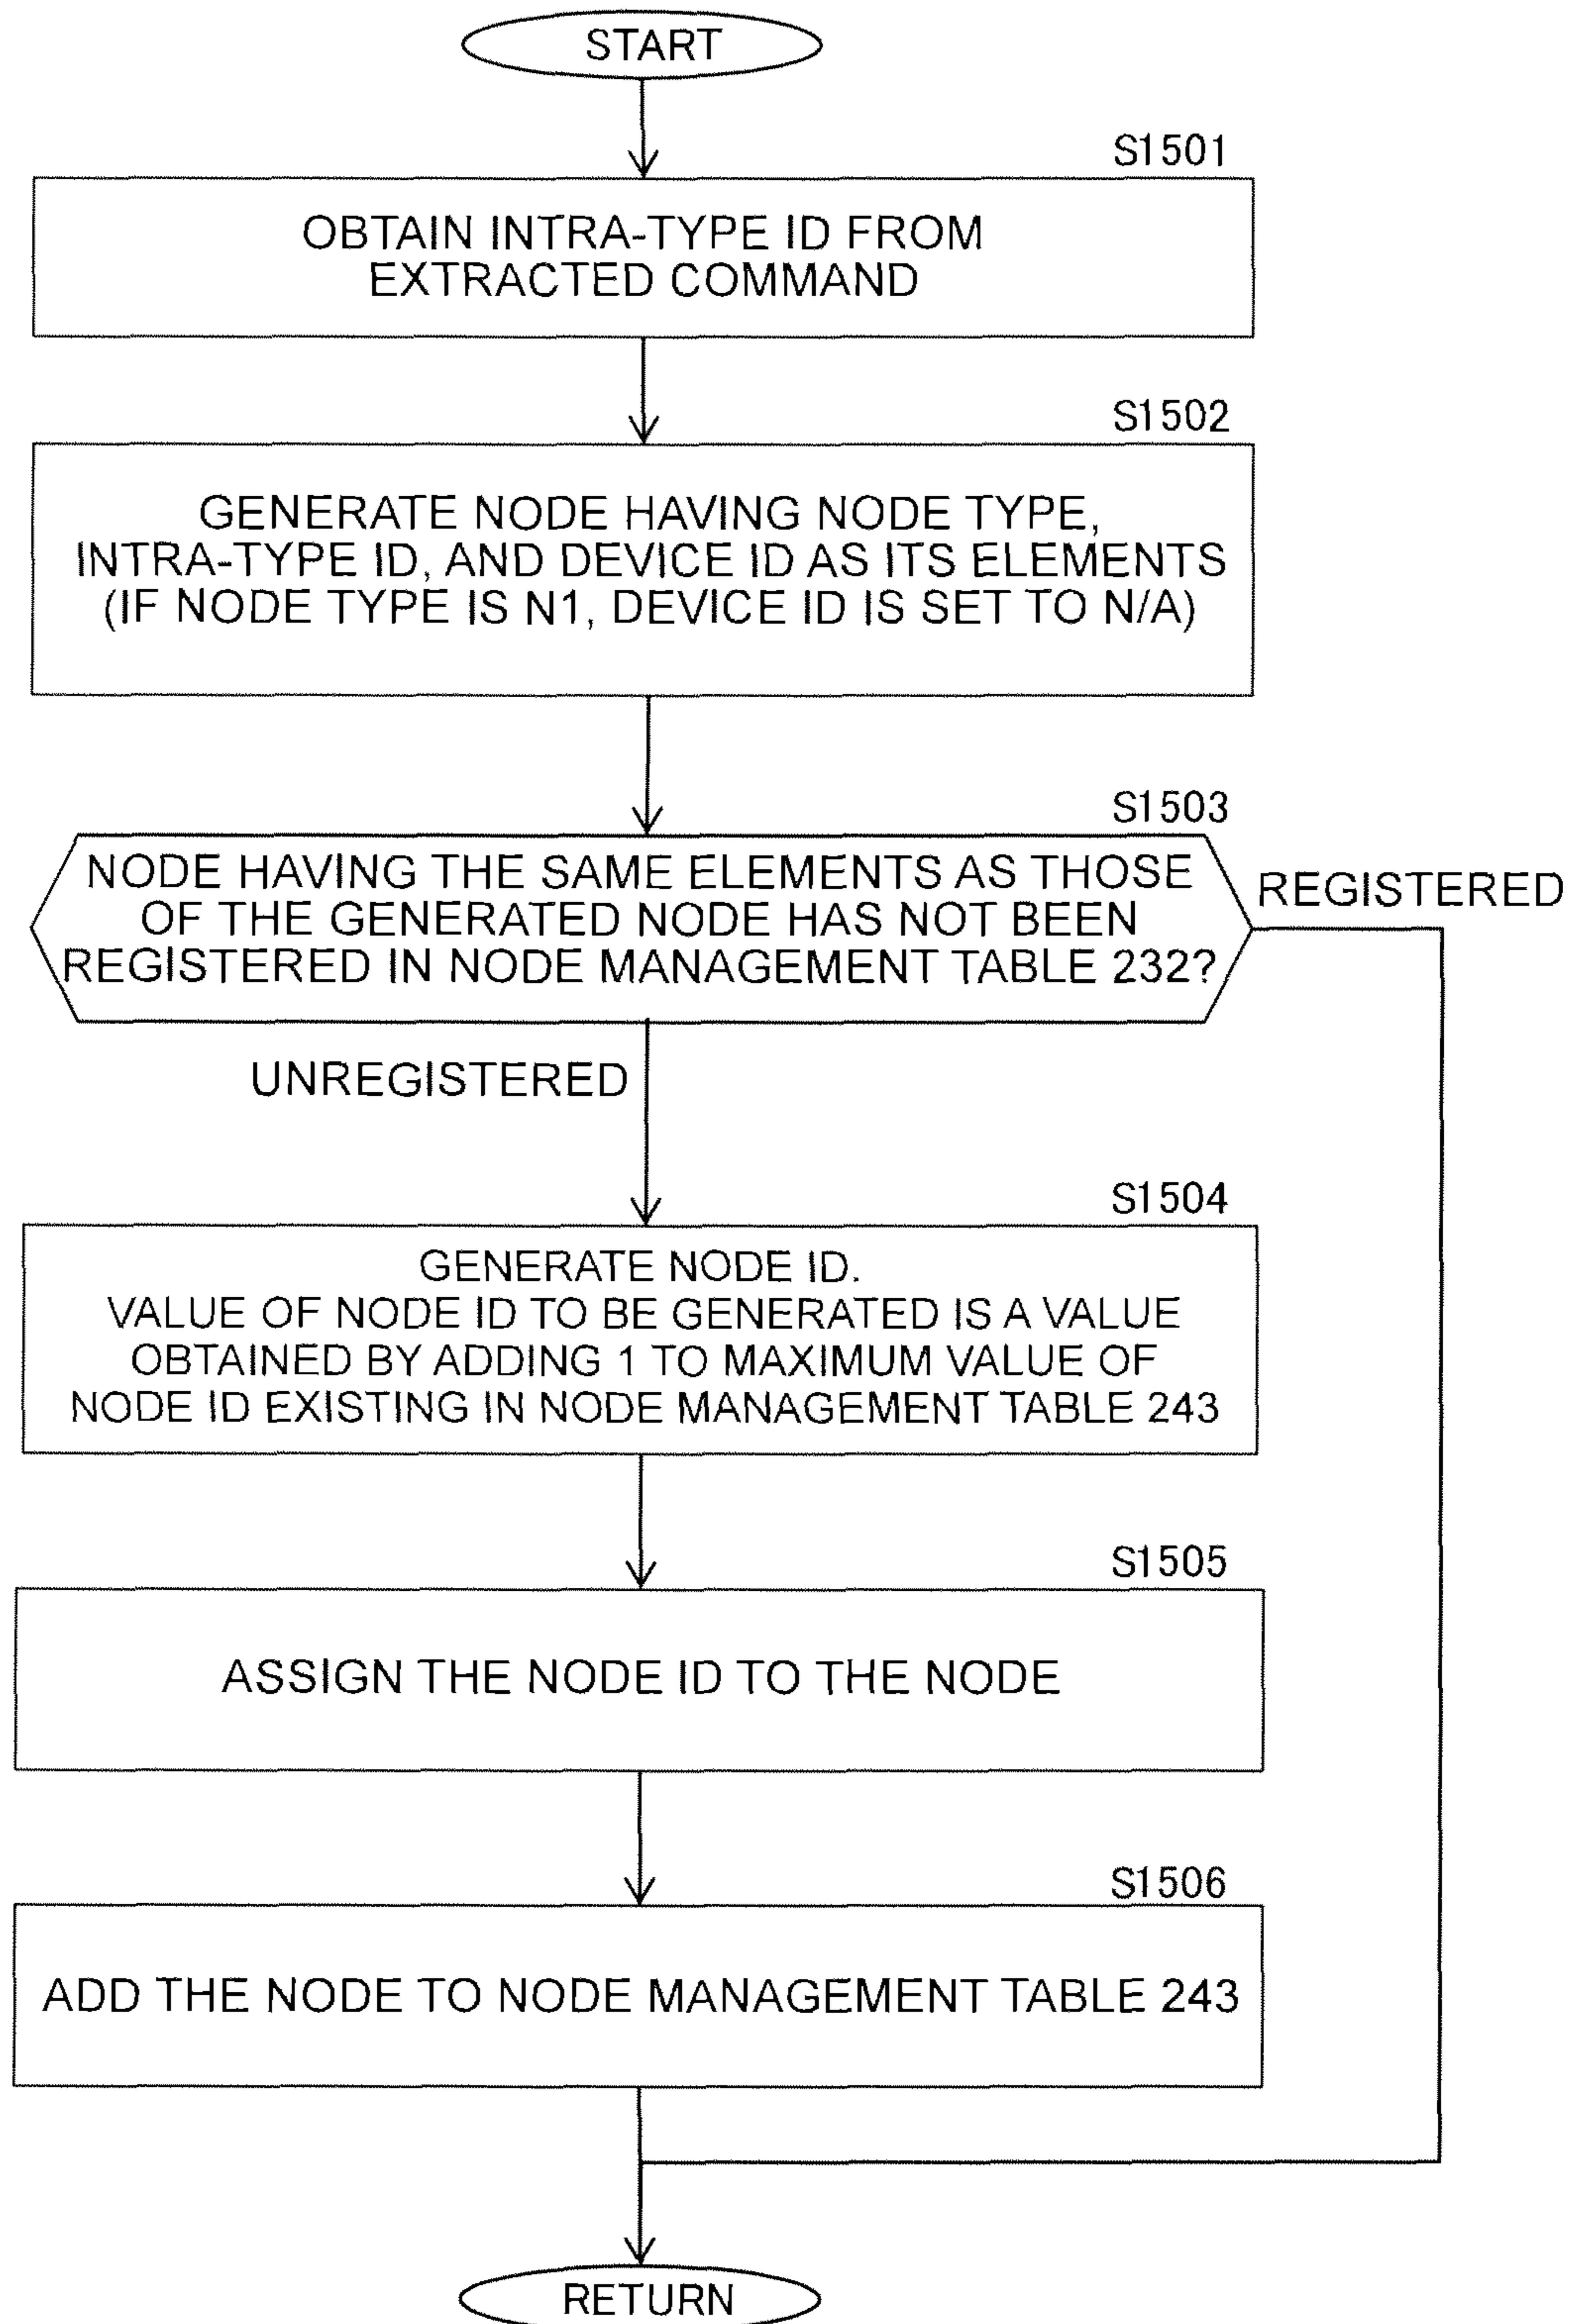 START
S1501
OBTAIN INTRA-TYPE ID FROM
EXTRACTED COMMAND
S1502
GENERATE NODE HAVING NODE TYPE,
INTRA-TYPE ID, AND DEVICE ID AS ITS ELEMENTS
(IF NODE TYPE IS N1, DEVICE ID IS SET TO N/A)
S1503
NODE HAVING THE SAME ELEMENTS AS THOSE
OF THE GENERATED NODE HAS NOT BEEN
REGISTERED IN NODE MANAGEMENT TABLE 232?
REGISTERED
UNREGISTERED
S1504
GENERATE NODE ID.
VALUE OF NODE ID TO BE GENERATED IS A VALUE
OBTAINED BY ADDING 1 TO MAXIMUM VALUE OF
NODE ID EXISTING IN NODE MANAGEMENT TABLE 243
S1505
ASSIGN THE NODE ID TO THE NODE
S1506
ADD THE NODE TO NODE MANAGEMENT TABLE 243
RETURN